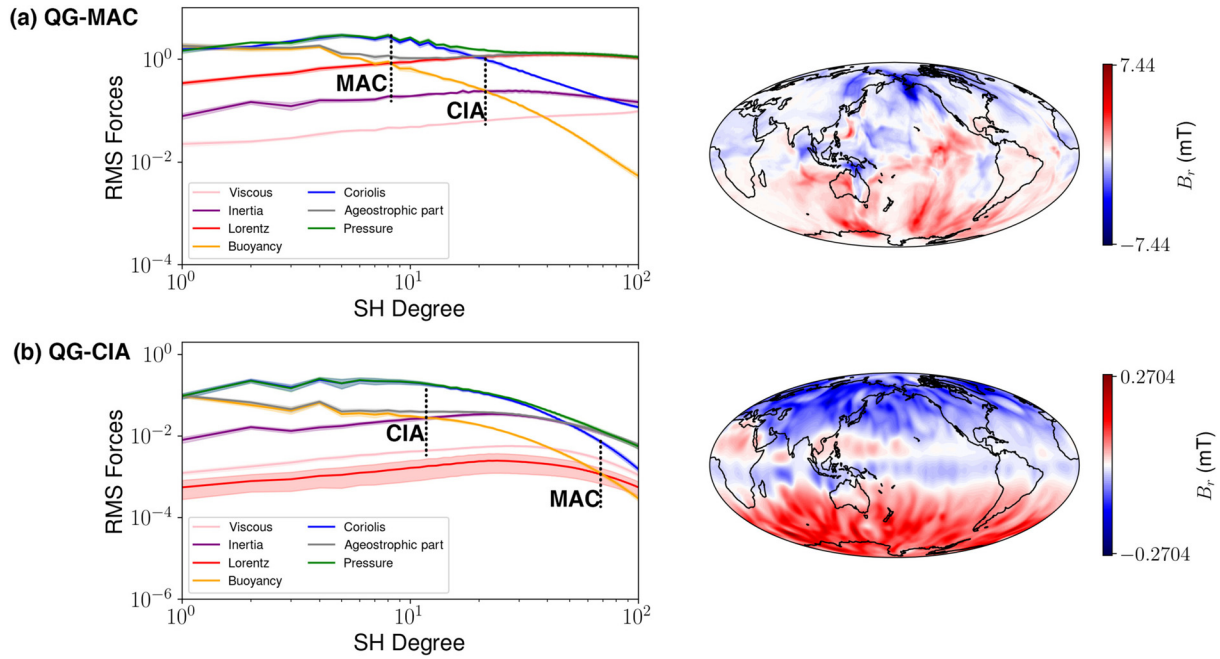 (a) QG-MAC
10^0
10^-2
10^-4
RMS Forces
MAC
CIA
Viscous
Inertia
Lorentz
Buoyancy
Coriolis
Ageostrophic part
Pressure
10^0
10^1
10^2
SH Degree
7.44
B_r (mT)
−7.44
(b) QG-CIA
10^0
10^-2
10^-4
10^-6
RMS Forces
CIA
MAC
Viscous
Inertia
Lorentz
Buoyancy
Coriolis
Ageostrophic part
Pressure
10^0
10^1
10^2
SH Degree
0.2704
B_r (mT)
−0.2704